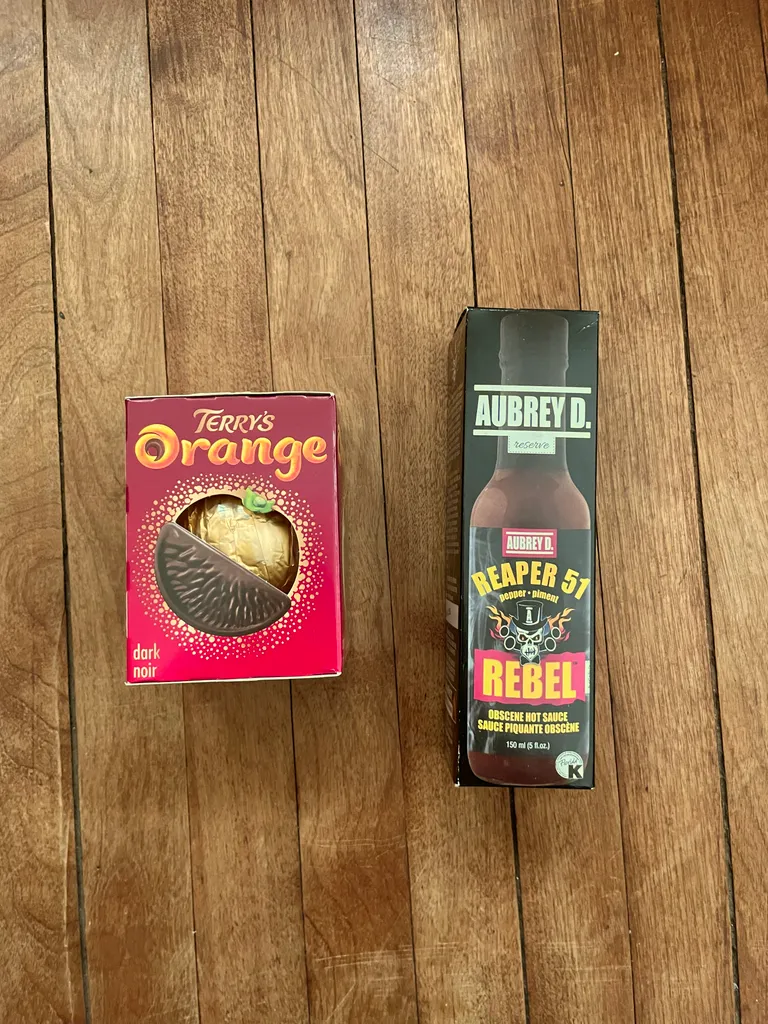 TERRY'S
Orange
dark
noir
AUBREY D.
reserve
AUBREY D.
REAPER 51
pepper • piment
A
REBEL™
OBSCENE HOT SAUCE
SAUCE PIQUANTE OBSCÈNE
150 ml (5 fl.oz.)
K